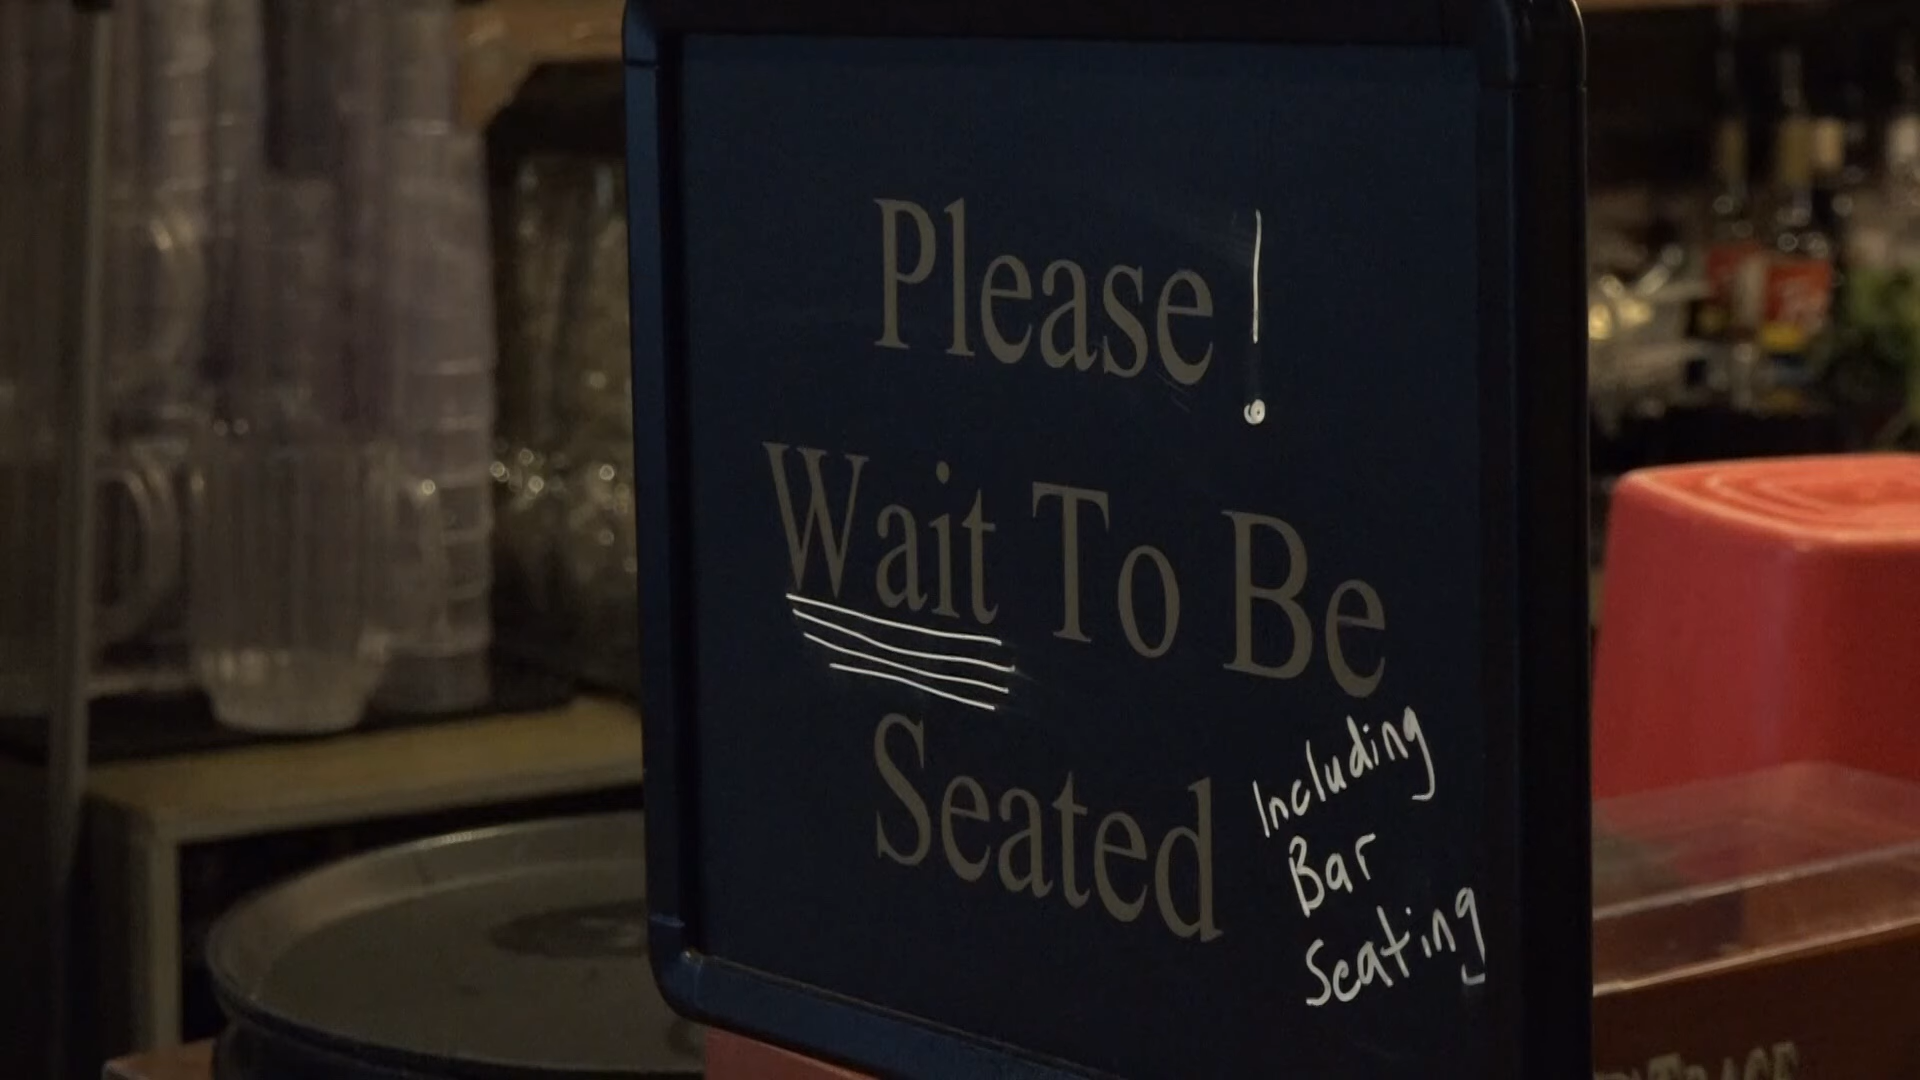 Please!
Wait To Be
Seated
Including
Bar
Seating